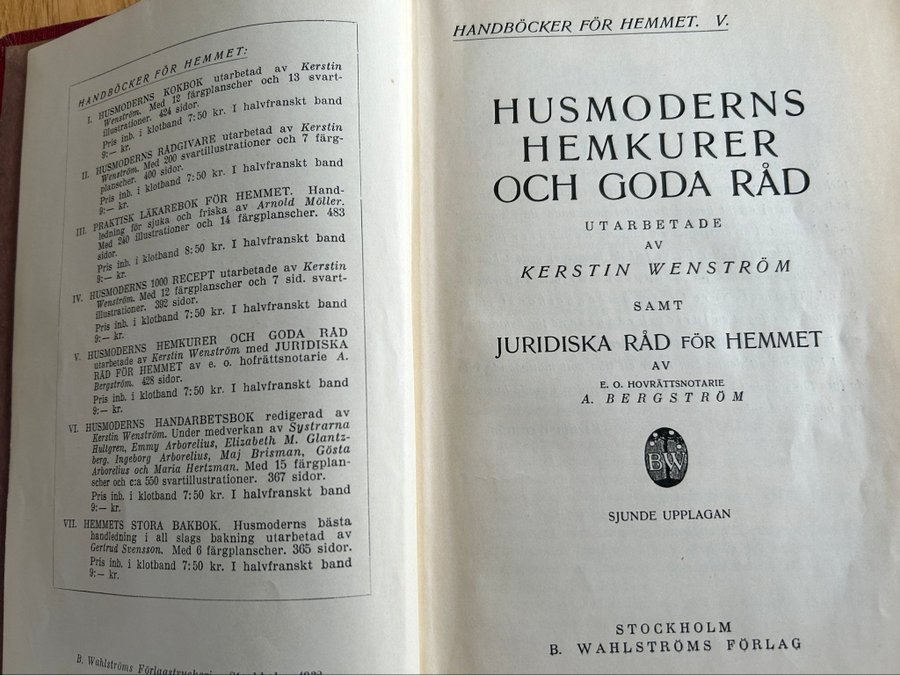 HANDBÖCKER FÖR HEMMET:
I. HUSMODERNS KOKBOK utarbetad av Kerstin
Wenström. Med 12 färgplanscher och 13 svart-
illustrationer. 424 sidor.
Pris inb. i klotband 7:50 kr. I halvfranskt band
9:— kr.
II. HUSMODERNS RÅDGIVARE utarbetad av Kerstin
Wenström. Med 200 svartillustrationer och 7 färg-
planscher. 400 sidor.
Pris inb. i klotband 7:50 kr. I halvfranskt band
9:— kr.
III. PRAKTISK LÄKAREBOK FÖR HEMMET. Hand-
ledning för sjuka och friska av Arnold Möller.
Med 240 illustrationer och 14 färgplanscher. 483
sidor.
Pris inb. i klotband 8:50 kr. I halvfranskt band
9:— kr.
IV. HUSMODERNS 1000 RECEPT utarbetade av Kerstin
Wenström. Med 12 färgplanscher och 7 sid. svart-
illustrationer. 392 sidor.
Pris inb. i klotband 7:50 kr. I halvfranskt band
9:— kr.
V. HUSMODERNS HEMKURER OCH GODA RÅD
utarbetade av Kerstin Wenström med JURIDISKA
RÅD FÖR HEMMET av e. o. hofrättsnotarie A.
Bergström. 428 sidor.
Pris inb. i klotband 7:50 kr. I halvfranskt band
9:— kr.
VI. HUSMODERNS HANDARBETSBOK redigerad av
Kerstin Wenström. Under medverkan av Systrarna
Hultgren, Emmy Arborelius, Elizabeth M. Glantz-
berg, Ingeborg Arborelius, Maj Brisman, Gösta
Arborelius och Maria Hertzman. Med 15 färgplan-
scher och c:a 550 svartillustrationer. 367 sidor.
Pris inb. i klotband 7:50 kr. I halvfranskt band
9:— kr.
VII. HEMMETS STORA BAKBOK. Husmoderns bästa
handledning i all slags bakning utarbetad av
Gertrud Svensson. Med 6 färgplanscher. 365 sidor.
Pris inb. i klotband 7:50 kr. I halvfranskt band
9:— kr.
B. Wahlströms Förlagstryckeri
HANDBÖCKER FÖR HEMMET. V.
HUSMODERNS
HEMKURER
OCH GODA RÅD
UTARBETADE
AV
KERSTIN WENSTRÖM
SAMT
JURIDISKA RÅD FÖR HEMMET
AV
E. O. HOVRÄTTSNOTARIE
A. BERGSTRÖM
BW
SJUNDE UPPLAGAN
STOCKHOLM
B. WAHLSTRÖMS FÖRLAG